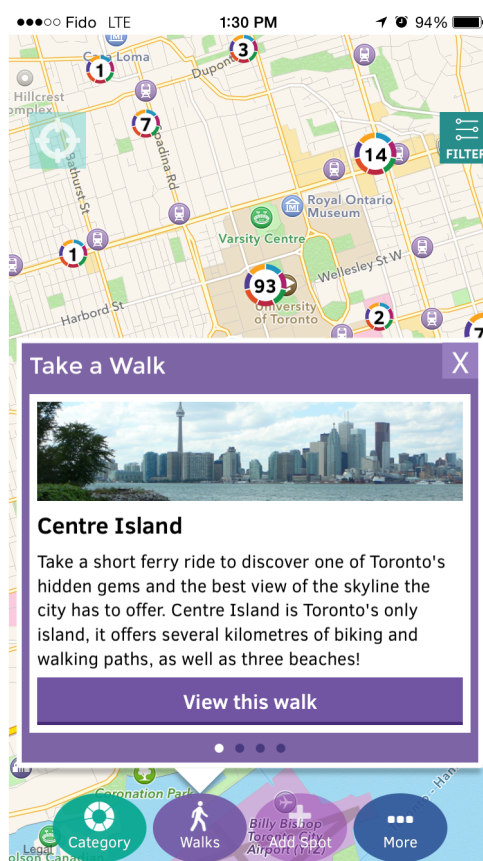 Fido LTE 1:30 PM 94%
Casa Loma
3
1
Dupont
Hillcrest
omplex
7
Bathurst St
padina Rd
14
FILTER
Royal Ontario
Museum
Varsity Centre
1
Wellesley St W
93
Harbord St
University
of Toronto
2
7
Take a Walk
X
Centre Island
Take a short ferry ride to discover one of Toronto's
hidden gems and the best view of the skyline the
city has to offer. Centre Island is Toronto's only
island, it offers several kilometres of biking and
walking paths, as well as three beaches!
View this walk
Coronation Park
Billy Bishop
Toronto City
Airport (YTZ)
Category
Walks
Add Spot
More
Legal
olson Canadian